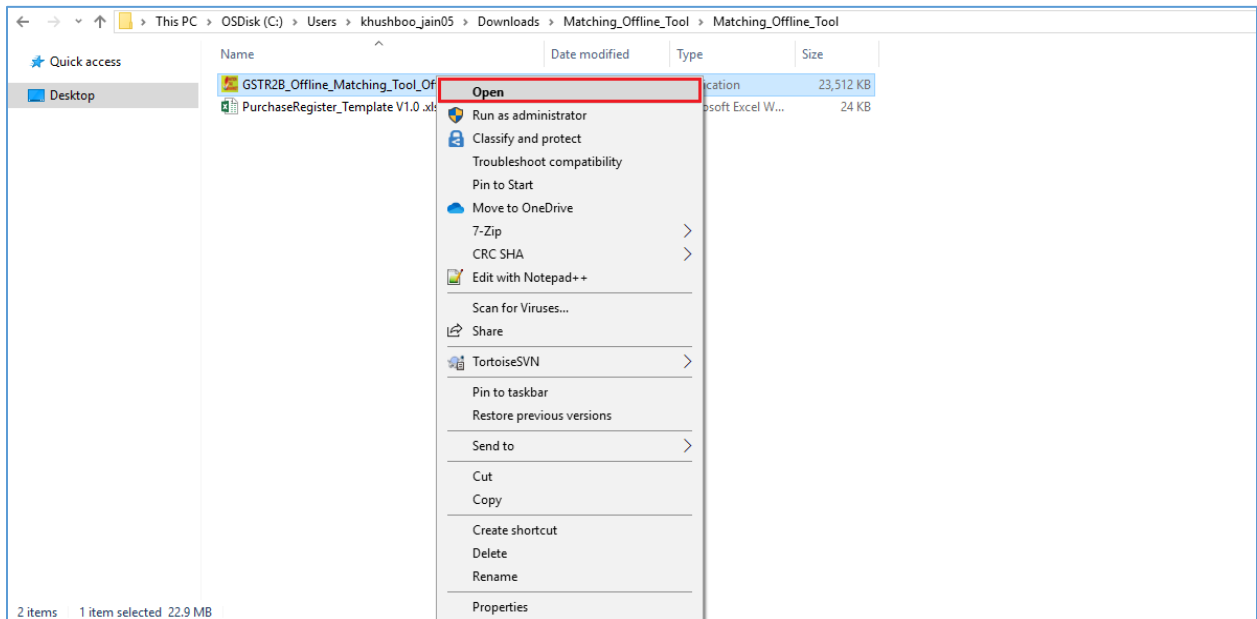 This PC > OSDisk (C:) > Users > khushboo_jain05 > Downloads > Matching_Offline_Tool > Matching_Offline_Tool
Quick access
Desktop
Name Date modified Type Size
GSTR2B_Offline_Matching_Tool_Of ication 23,512 KB
PurchaseRegister_Template V1.0 .xls osoft Excel W... 24 KB
Open
Run as administrator
Classify and protect
Troubleshoot compatibility
Pin to Start
Move to OneDrive
7-Zip
CRC SHA
Edit with Notepad++
Scan for Viruses...
Share
TortoiseSVN
Pin to taskbar
Restore previous versions
Send to
Cut
Copy
Create shortcut
Delete
Rename
Properties
2 items 1 item selected 22.9 MB